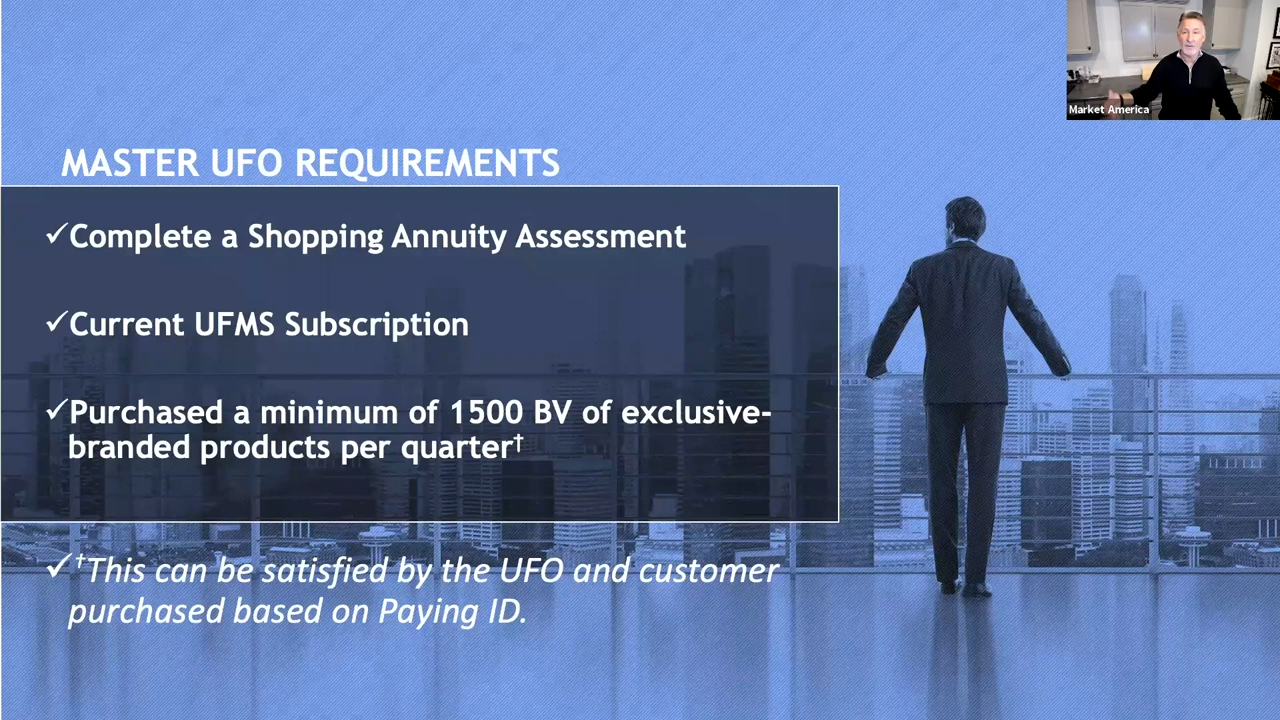 Market America
MASTER UFO REQUIREMENTS
✓Complete a Shopping Annuity Assessment
✓Current UFMS Subscription
✓Purchased a minimum of 1500 BV of exclusive-
branded products per quarter†
✓†This can be satisfied by the UFO and customer
purchased based on Paying ID.